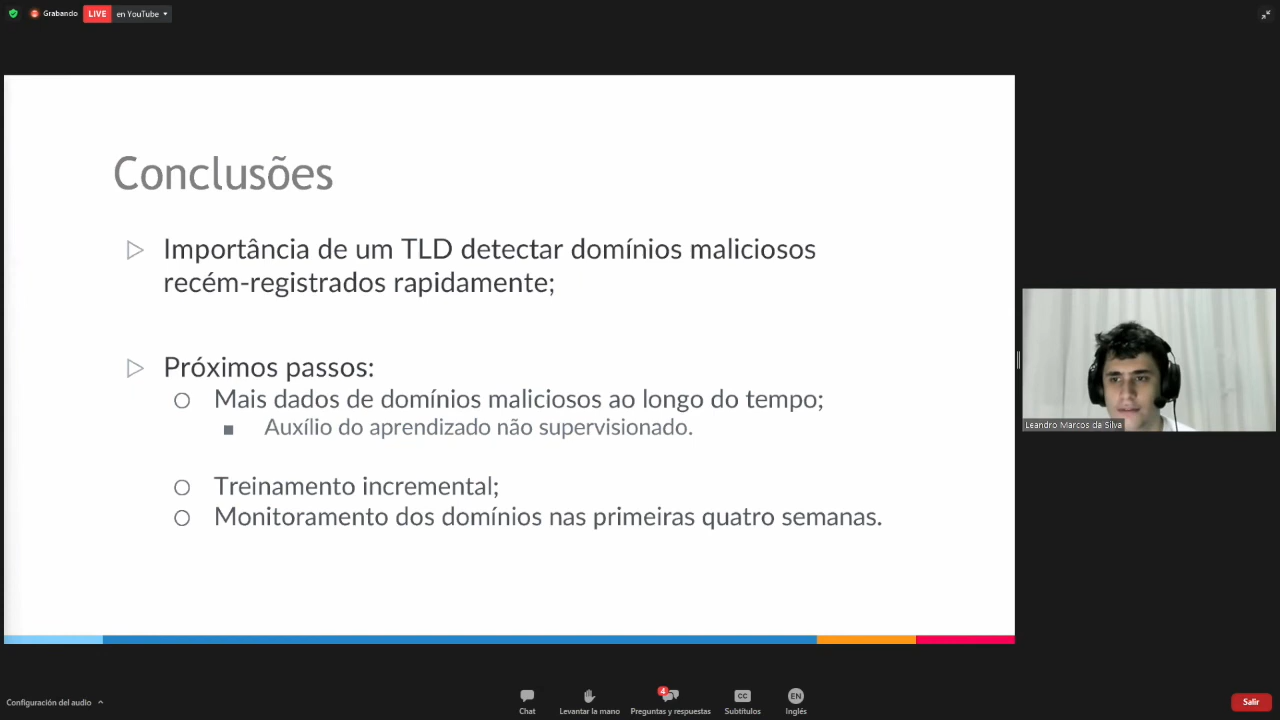 Grabando
LIVE
en YouTube
Conclusões
Importância de um TLD detectar domínios maliciosos
recém-registrados rapidamente;
Próximos passos:
Mais dados de domínios maliciosos ao longo do tempo;
Auxílio do aprendizado não supervisionado.
Treinamento incremental;
Monitoramento dos domínios nas primeiras quatro semanas.
Leandro Marcos da Silva
Configuración del audio
Chat
Levantar la mano
4
Preguntas y respuestas
CC
Subtítulos
EN
Inglés
Salir